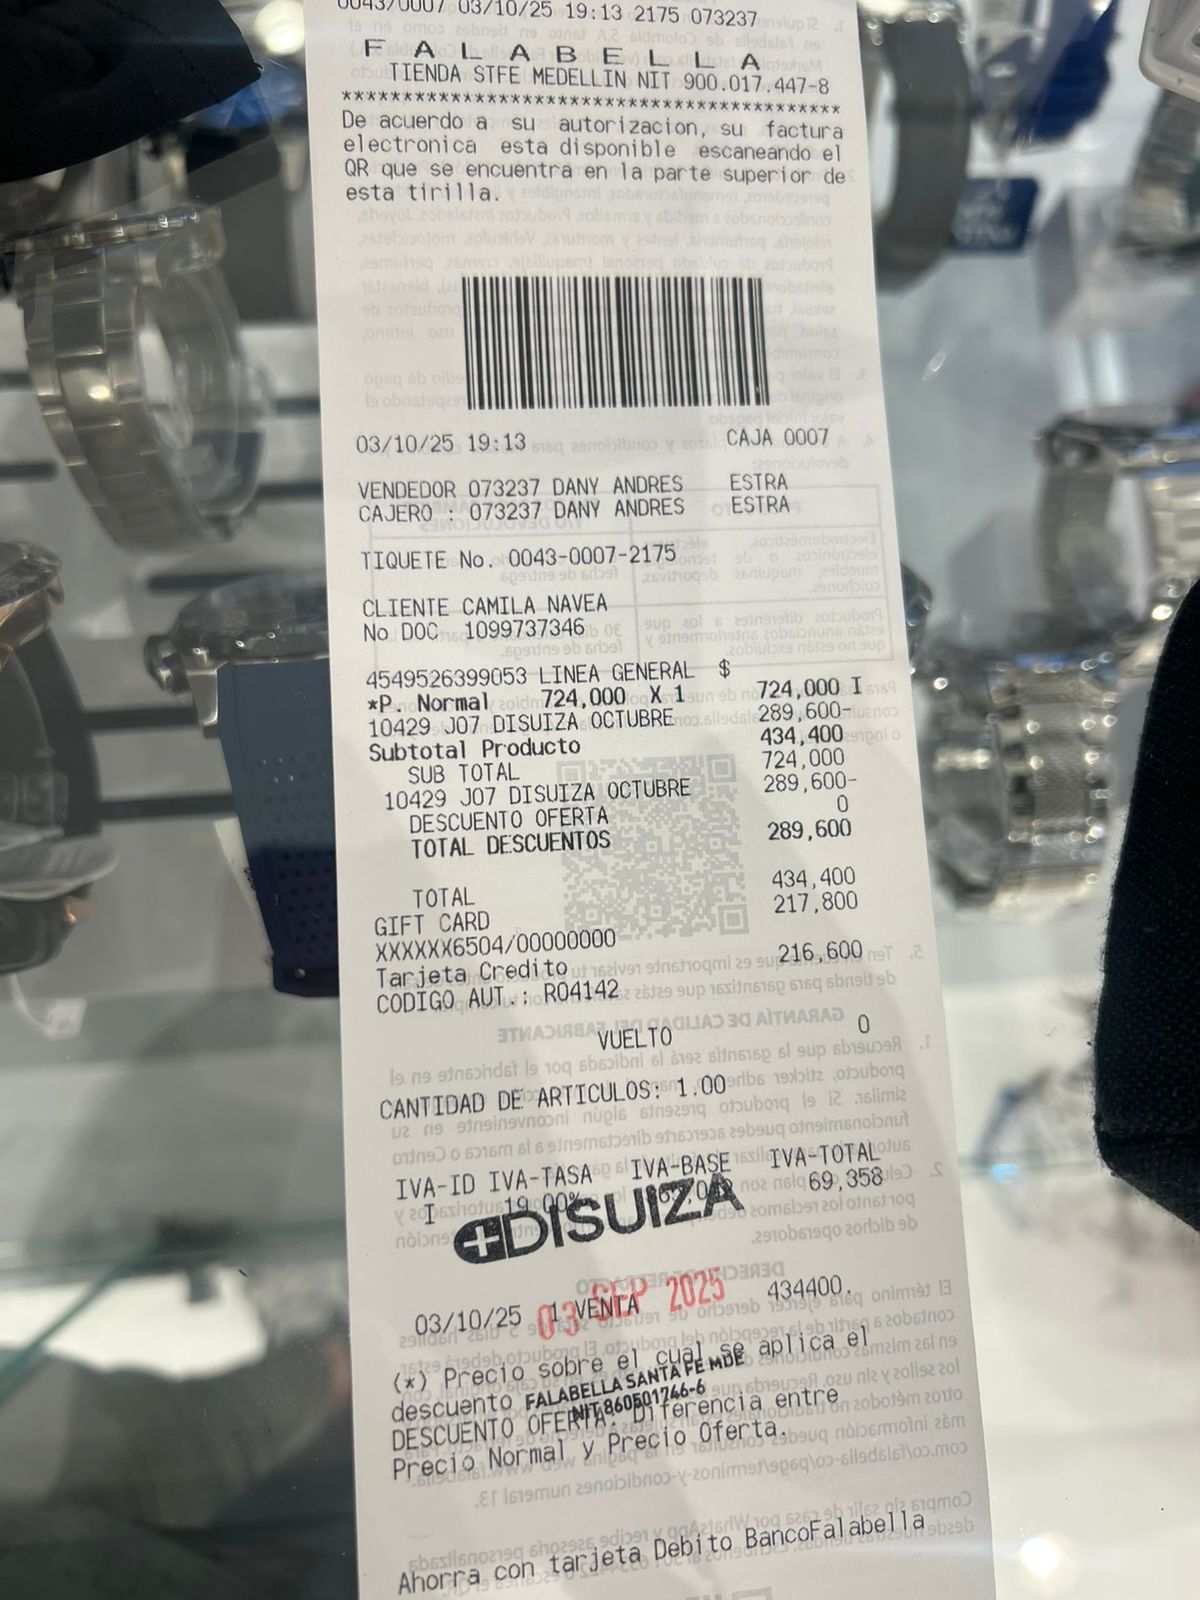 0043/0007 03/10/25 19:13 2175 073237
FALABELLA
TIENDA STFE MEDELLIN NIT 900.017.447-8
******************************************
De acuerdo a su autorizacion, su factura
electronica esta disponible escaneando el
QR que se encuentra en la parte superior de
esta tirilla.
03/10/25 19:13 CAJA 0007
VENDEDOR 073237 DANY ANDRES ESTRA
CAJERO : 073237 DANY ANDRES ESTRA
TIQUETE No. 0043-0007-2175
CLIENTE CAMILA NAVEA
No DOC 1099737346
4549526399053 LINEA GENERAL $
*P. Normal 724,000 X 1 724,000 I
10429 J07 DISUIZA OCTUBRE 289,600-
Subtotal Producto 434,400
SUB TOTAL 724,000
10429 J07 DISUIZA OCTUBRE 289,600-
DESCUENTO OFERTA 0
TOTAL DESCUENTOS 289,600
TOTAL 434,400
GIFT CARD 217,800
XXXXXX6504/00000000
Tarjeta Credito 216,600
CODIGO AUT.: R04142
VUELTO 0
CANTIDAD DE ARTICULOS: 1.00
IVA-ID IVA-TASA IVA-BASE IVA-TOTAL
I 19.00% 69,358
DISUIZA
03/10/25 1 VENTA 434400.
03 SEP 2025
(*) Precio sobre el cual se aplica el
descuento
FALABELLA SANTA FE MDE
NIT 860501746-6
DESCUENTO OFERTA: Diferencia entre
Precio Normal y Precio Oferta.
Ahorra con tarjeta Debito BancoFalabella